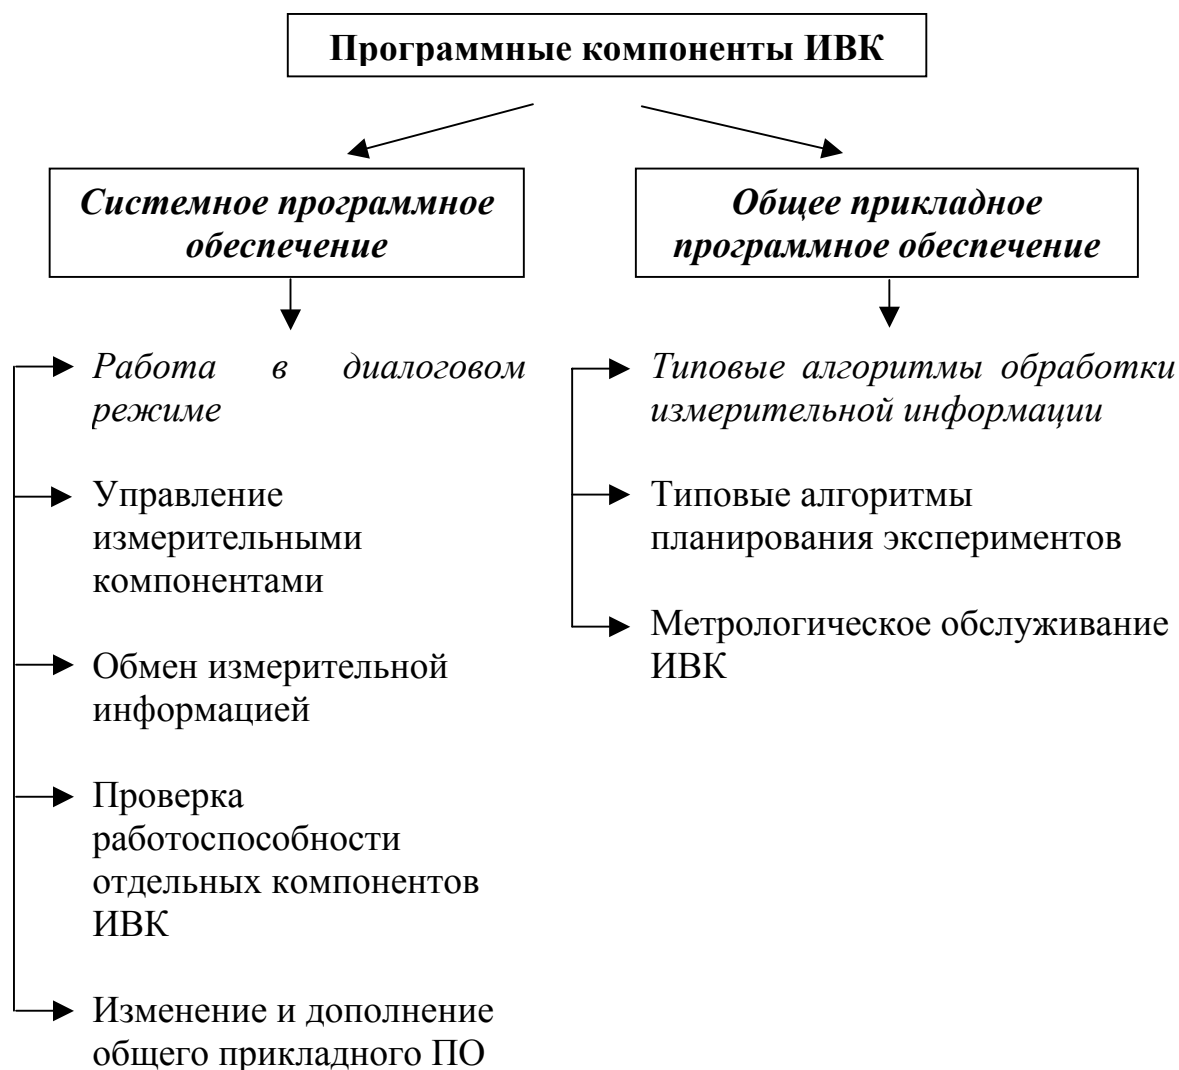 Программные компоненты ИВК
Системное программное
обеспечение
Общее прикладное
программное обеспечение
Работа в диалоговом
режиме
Управление
измерительными
компонентами
Обмен измерительной
информацией
Проверка
работоспособности
отдельных компонентов
ИВК
Изменение и дополнение
общего прикладного ПО
Типовые алгоритмы обработки
измерительной информации
Типовые алгоритмы
планирования экспериментов
Метрологическое обслуживание
ИВК